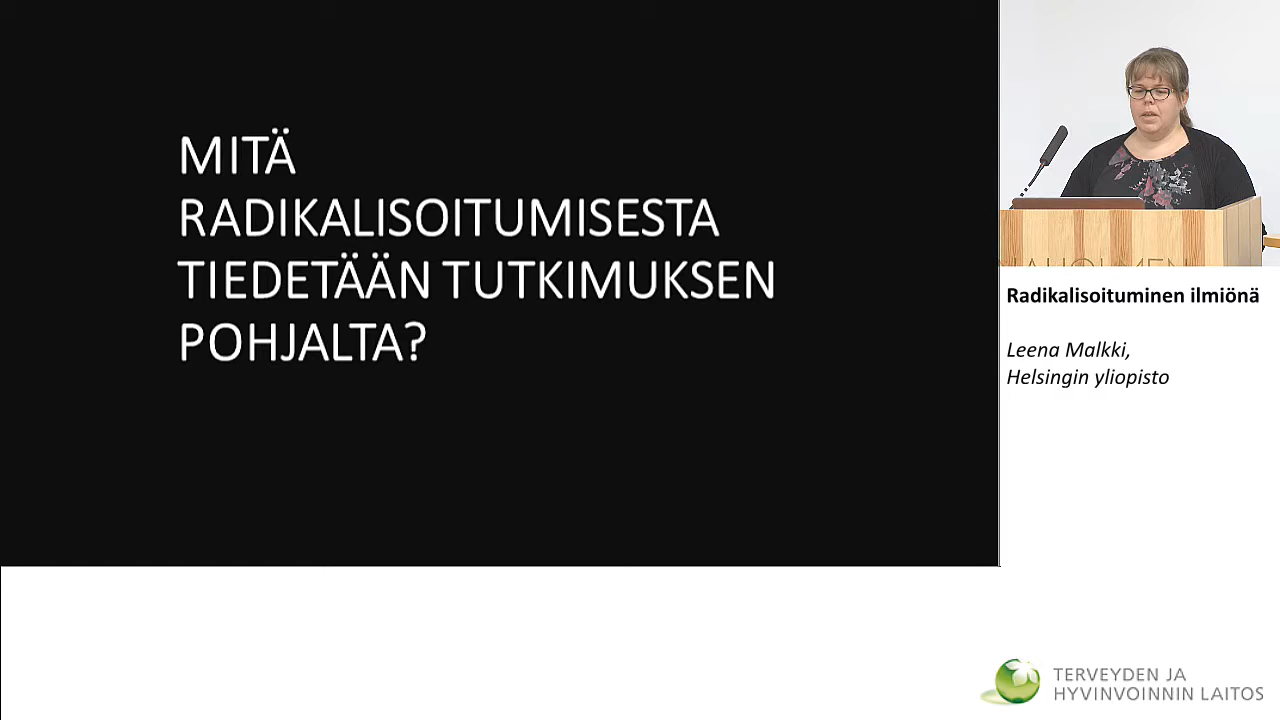 MITÄ
RADIKALISOITUMISESTA
TIEDETÄÄN TUTKIMUKSEN
POHJALTA?
Radikalisoituminen ilmiönä
Leena Malkki,
Helsingin yliopisto
TERVEYDEN JA
HYVINVOINNIN LAITOS